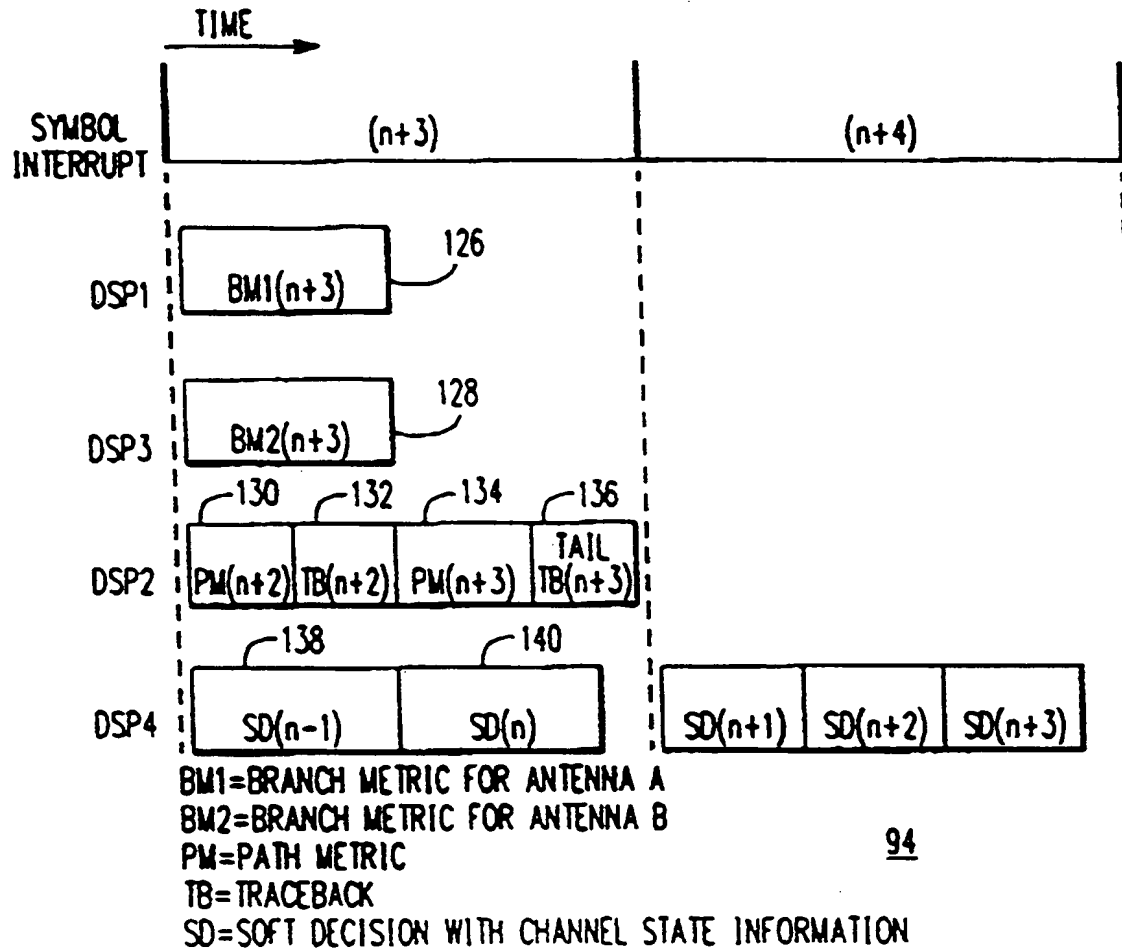 TIME
SYMBOL
INTERRUPT
(n+3)
(n+4)
126
DSP1
BM1(n+3)
128
DSP3
BM2(n+3)
130
132
134
136
DSP2
PM(n+2)
TB(n+2)
PM(n+3)
TAIL
TB(n+3)
138
140
DSP4
SD(n-1)
SD(n)
SD(n+1)
SD(n+2)
SD(n+3)
BM1=BRANCH METRIC FOR ANTENNA A
BM2=BRANCH METRIC FOR ANTENNA B
PM=PATH METRIC
94
TB=TRACEBACK
SD=SOFT DECISION WITH CHANNEL STATE INFORMATION